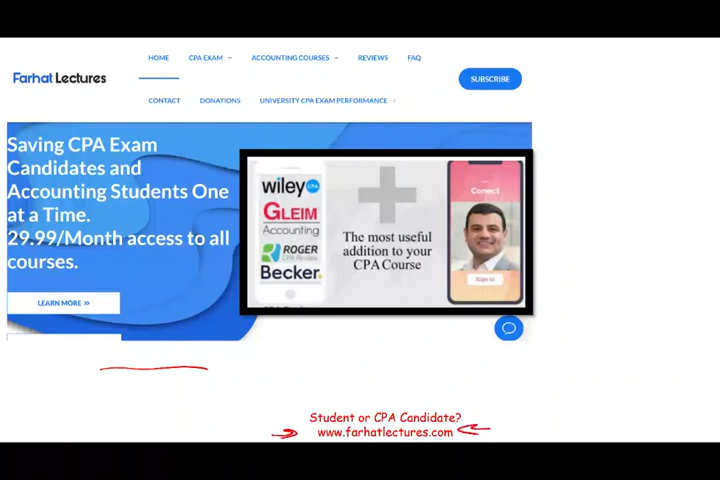 HOME CPA EXAM ACCOUNTING COURSES REVIEWS FAQ
Farhat Lectures
SUBSCRIBE
CONTACT DONATIONS UNIVERSITY CPA EXAM PERFORMANCE
Saving CPA Exam
Candidates and
Accounting Students One
at a Time.
29.99/Month access to all
courses.
LEARN MORE »
wiley CPA
GLEIM
Accounting
ROGER
CPA Review
Becker.
The most useful
addition to your
CPA Course
Connect
Sign in
Student or CPA Candidate?
www.farhatlectures.com